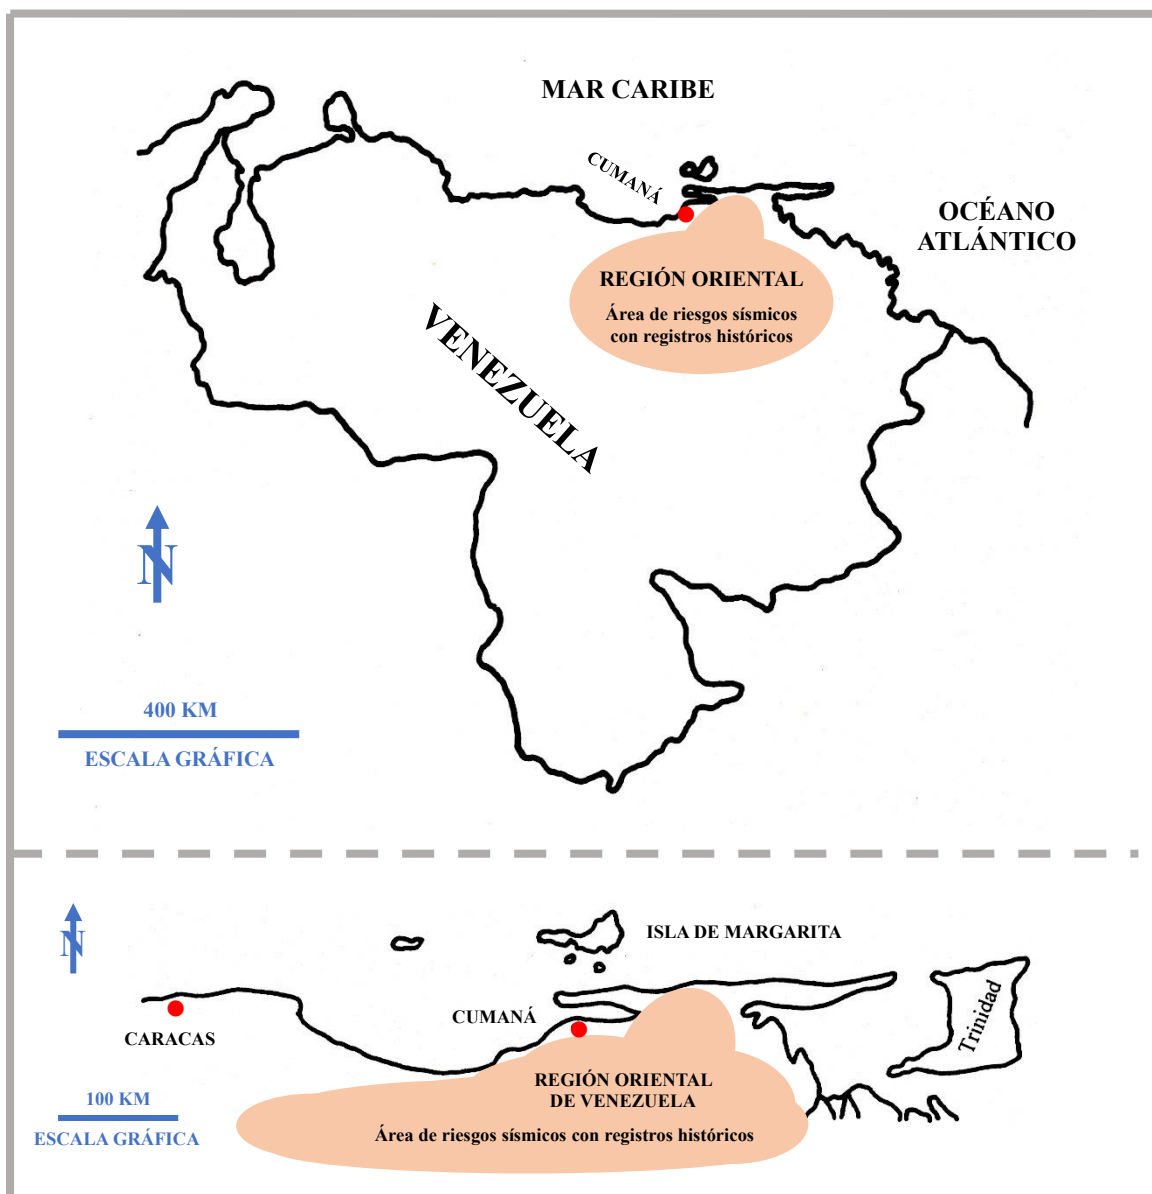 MAR CARIBE
CUMANÁ
OCÉANO
ATLÁNTICO
REGIÓN ORIENTAL
Área de riesgos sísmicos
con registros históricos
VENEZUELA
N
400 KM
ESCALA GRÁFICA
N
ISLA DE MARGARITA
CARACAS
CUMANÁ
Trinidad
REGIÓN ORIENTAL
DE VENEZUELA
Área de riesgos sísmicos con registros históricos
100 KM
ESCALA GRÁFICA